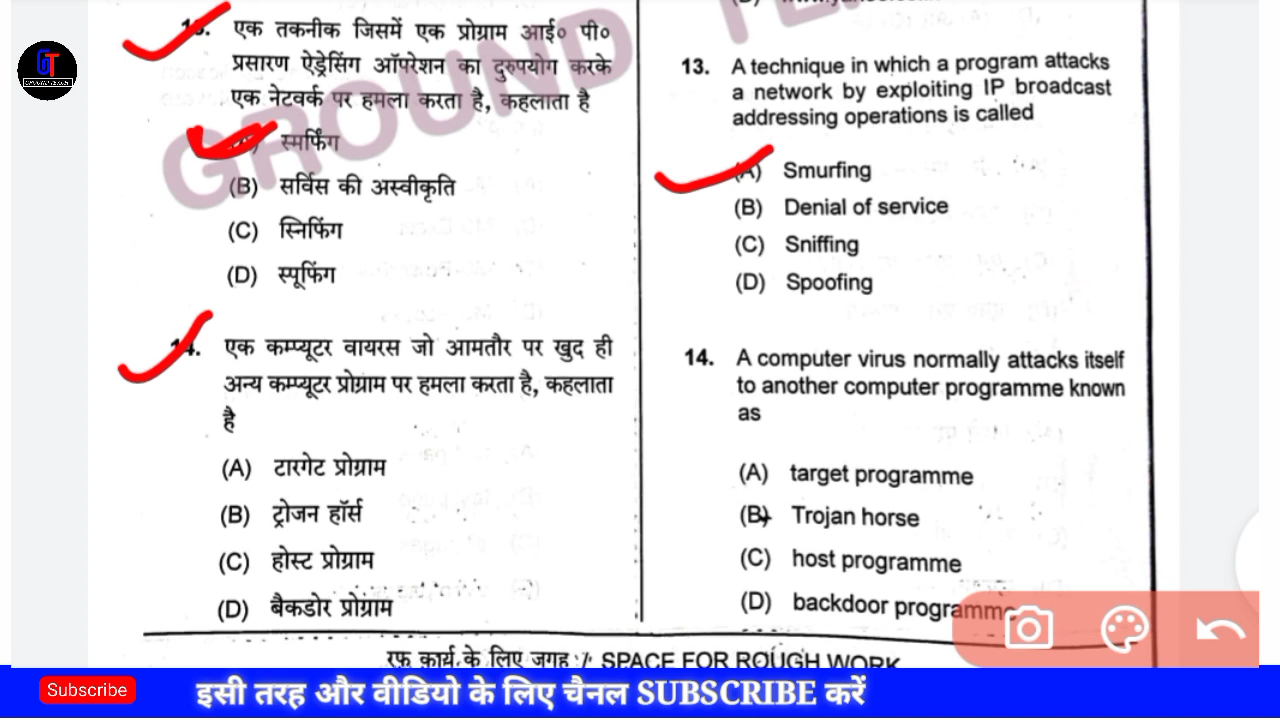 एक तकनीक जिसमें एक प्रोग्राम आई० पी०
प्रसारण ऐड्रेसिंग ऑपरेशन का दुरुपयोग करके
एक नेटवर्क पर हमला करता है, कहलाता है
स्मर्फिंग
(B) सर्विस की अस्वीकृति
(C) स्निफिंग
(D) स्पूफिंग
14. एक कम्प्यूटर वायरस जो आमतौर पर खुद ही
अन्य कम्प्यूटर प्रोग्राम पर हमला करता है, कहलाता
है
(A) टारगेट प्रोग्राम
(B) ट्रोजन हॉर्स
(C) होस्ट प्रोग्राम
(D) बैकडोर प्रोग्राम
13. A technique in which a program attacks
a network by exploiting IP broadcast
addressing operations is called
(A) Smurfing
(B) Denial of service
(C) Sniffing
(D) Spoofing
14. A computer virus normally attacks itself
to another computer programme known
as
(A) target programme
(B) Trojan horse
(C) host programme
(D) backdoor programme
रफ कार्य के लिए जगह / SPACE FOR ROUGH WORK
GROUND
GT
Subscribe
इसी तरह और वीडियो के लिए चैनल SUBSCRIBE करें